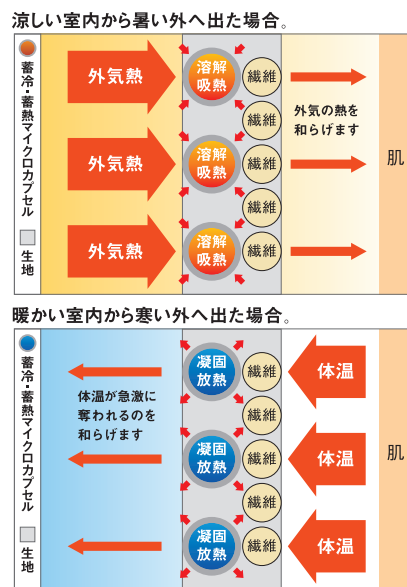 涼しい室内から暑い外へ出た場合。
蓄冷・蓄熱マイクロカプセル
生地
外気熱
外気熱
外気熱
溶解
吸熱
溶解
吸熱
溶解
吸熱
繊維
繊維
繊維
繊維
繊維
外気の熱を
和らげます
肌
暖かい室内から寒い外へ出た場合。
蓄冷・蓄熱マイクロカプセル
生地
体温が急激に
奪われるのを
和らげます
凝固
放熱
凝固
放熱
凝固
放熱
繊維
繊維
繊維
繊維
繊維
体温
体温
体温
肌